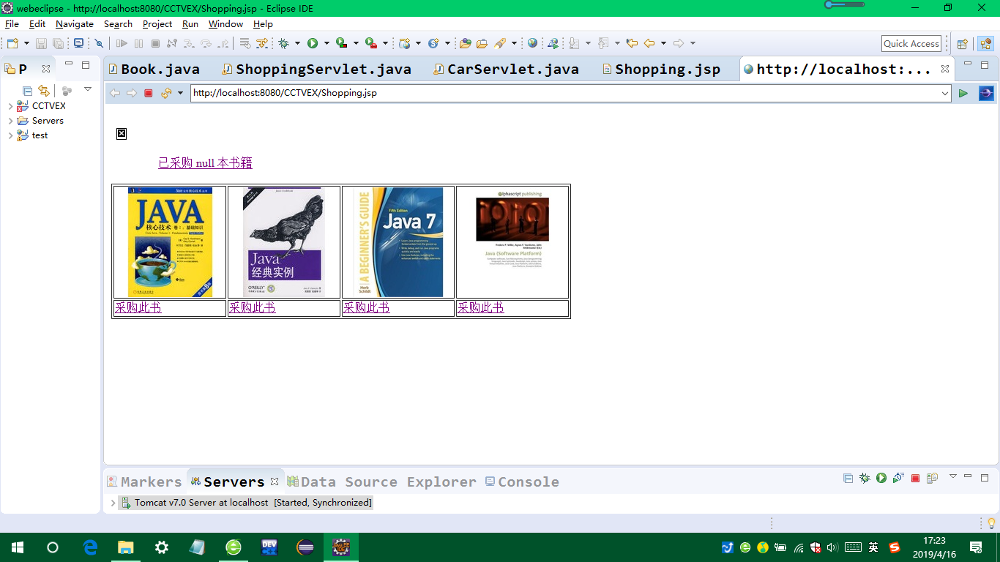 webeclipse - http://localhost:8080/CCTVEX/Shopping.jsp - Eclipse IDE
File Edit Navigate Search Project Run Window Help
Quick Access
P
Book.java ShoppingServlet.java CarServlet.java Shopping.jsp http://localhost:...
http://localhost:8080/CCTVEX/Shopping.jsp
CCTVEX
Servers
test
已采购 null 本书籍
JAVA
核心技术 卷Ⅰ:基础知识
Java
经典实例
O'REILLY
A BEGINNER'S GUIDE
Fifth Edition
Java 7
Herb
Schildt
@lphascript publishing
Java (Software Platform)
采购此书 采购此书 采购此书 采购此书
Markers Servers Data Source Explorer Console
Tomcat v7.0 Server at localhost [Started, Synchronized]
DEV
英
17:23
2019/4/16